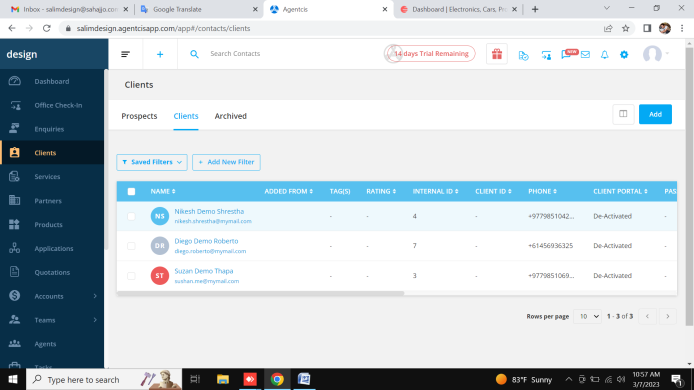 Inbox - salimdesign@sahajjo.com
Google Translate
Agentcis
Dashboard | Electronics, Cars, Pr
salimdesign.agentcisapp.com/app#/contacts/clients
design
Search Contacts
14 days Trial Remaining
NEW
Dashboard
Office Check-In
Enquiries
Clients
Services
Partners
Products
Applications
Quotations
Accounts
Teams
Agents
Tasks
Clients
Prospects Clients Archived
Add
Saved Filters + Add New Filter
NAME ADDED FROM TAG(S) RATING INTERNAL ID CLIENT ID PHONE CLIENT PORTAL PAS
NS Nikesh Demo Shrestha - - 4 - +9779851042... De-Activated -
nikesh.shrestha@mymail.com
DR Diego Demo Roberto - - 7 - +61456936325 De-Activated -
diego.roberto@mymail.com
ST Suzan Demo Thapa - - 3 - +9779851069... De-Activated -
sushan.me@mymail.com
Rows per page 10 1 - 3 of 3
Type here to search
83°F Sunny
10:57 AM
3/7/2023